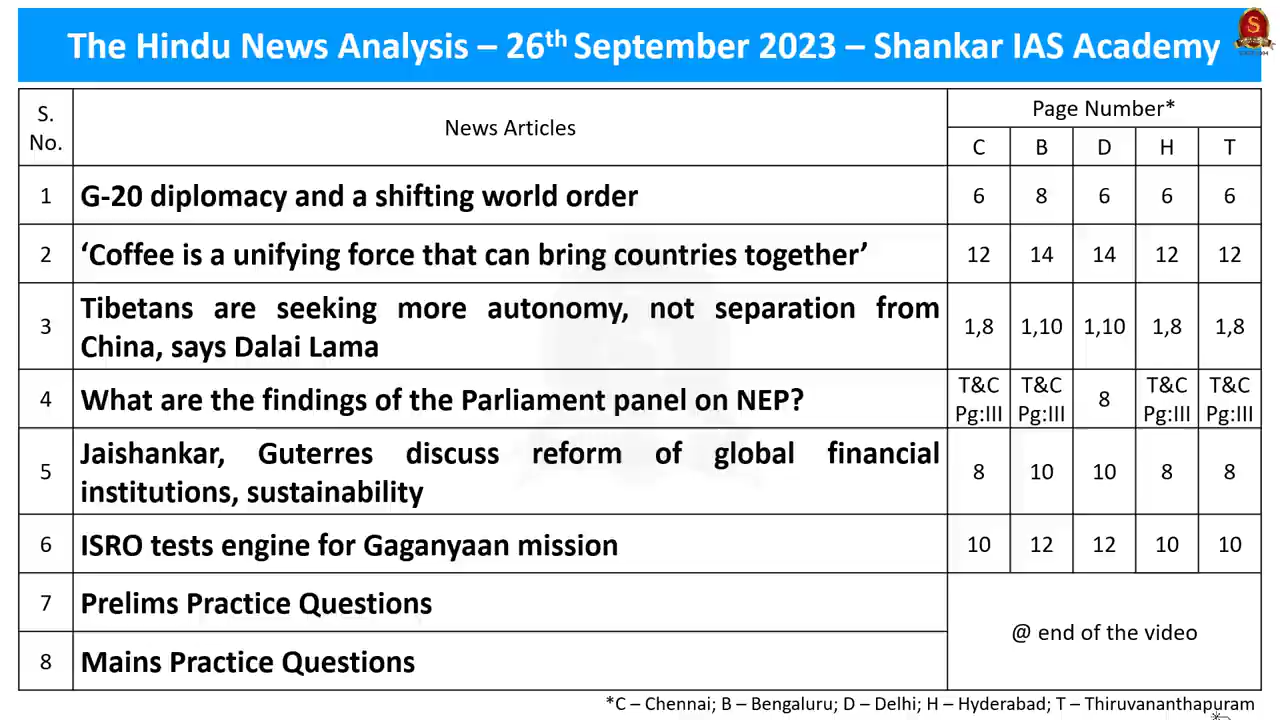 The Hindu News Analysis – 26th September 2023 – Shankar IAS Academy
S. No.
News Articles
Page Number*
C B D H T
1 G-20 diplomacy and a shifting world order 6 8 6 6 6
2 ‘Coffee is a unifying force that can bring countries together’ 12 14 14 12 12
3 Tibetans are seeking more autonomy, not separation from
China, says Dalai Lama 1,8 1,10 1,10 1,8 1,8
4 What are the findings of the Parliament panel on NEP? T&C Pg:III T&C Pg:III 8 T&C Pg:III T&C Pg:III
5 Jaishankar, Guterres discuss reform of global financial
institutions, sustainability 8 10 10 8 8
6 ISRO tests engine for Gaganyaan mission 10 12 12 10 10
7 Prelims Practice Questions
@ end of the video
8 Mains Practice Questions
*C – Chennai; B – Bengaluru; D – Delhi; H – Hyderabad; T – Thiruvananthapuram